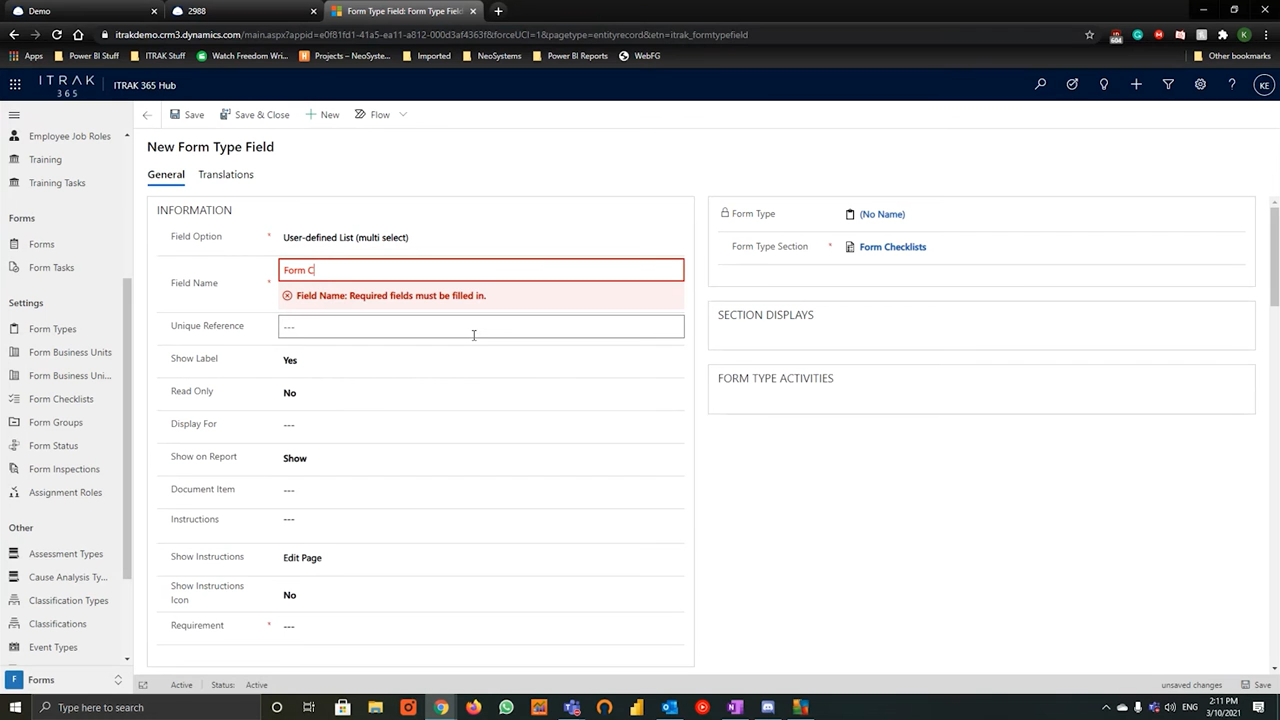 Demo
2988
Form Type Field: Form Type Field
itrakdemo.crm3.dynamics.com/main.aspx?appid=e0f81fd1-41a5-ea11-a812-000d3af4363f&forceUCI=1&pagetype=entityrecord&etn=itrak_formtypefield
604
K
Apps
Power BI Stuff
ITRAK Stuff
Watch Freedom Wri...
Projects – NeoSyste...
Imported
NeoSystems
Power BI Reports
WebFG
Other bookmarks
ITRAK
365
ITRAK 365 Hub
KE
Save
Save & Close
New
Flow
Employee Job Roles
Training
Training Tasks
Forms
Forms
Form Tasks
Settings
Form Types
Form Business Units
Form Business Uni...
Form Checklists
Form Groups
Form Status
Form Inspections
Assignment Roles
Other
Assessment Types
Cause Analysis Ty...
Classification Types
Classifications
Event Types
F
Forms
New Form Type Field
General
Translations
INFORMATION
Field Option * User-defined List (multi select)
Field Name * Form C
Field Name: Required fields must be filled in.
Unique Reference ---
Show Label Yes
Read Only No
Display For ---
Show on Report Show
Document Item ---
Instructions ---
Show Instructions Edit Page
Show Instructions
Icon No
Requirement * ---
Form Type (No Name)
Form Type Section * Form Checklists
SECTION DISPLAYS
FORM TYPE ACTIVITIES
Active
Status: Active
unsaved changes
Save
Type here to search
2:11 PM
3/10/2021